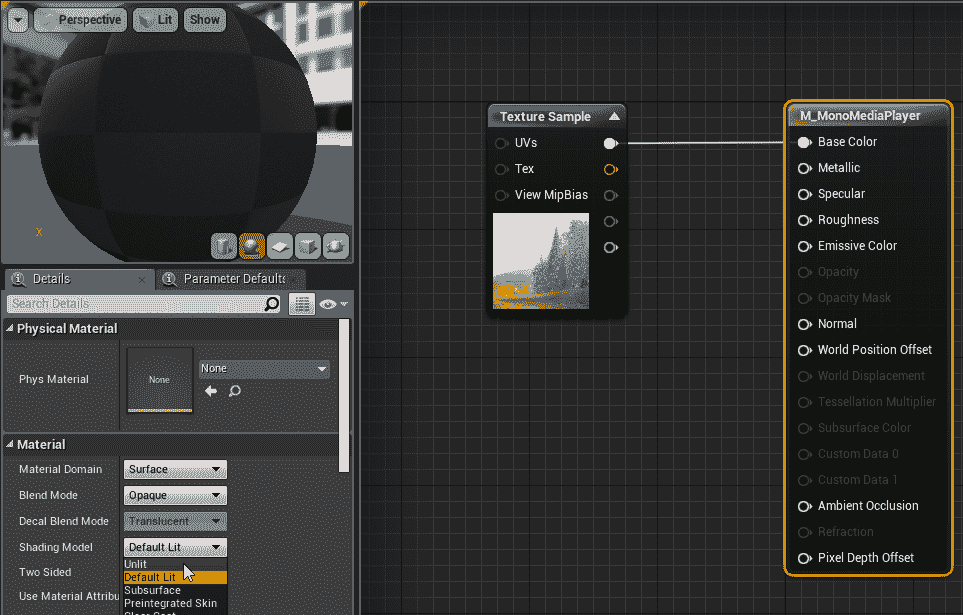 Perspective
Lit
Show
Details
Parameter Defaults
Search Details
Physical Material
Phys Material
None
None
Material
Material Domain
Surface
Blend Mode
Opaque
Decal Blend Mode
Translucent
Shading Model
Default Lit
Two Sided
Unlit
Default Lit
Use Material Attribu
Subsurface
Preintegrated Skin
X
Texture Sample
UVs
Tex
View MipBias
M_MonoMediaPlayer
Base Color
Metallic
Specular
Roughness
Emissive Color
Opacity
Opacity Mask
Normal
World Position Offset
World Displacement
Tessellation Multiplier
Subsurface Color
Custom Data 0
Custom Data 1
Ambient Occlusion
Refraction
Pixel Depth Offset